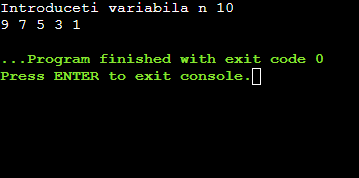 Introduceti variabila n 10
9 7 5 3 1
...Program finished with exit code 0
Press ENTER to exit console.